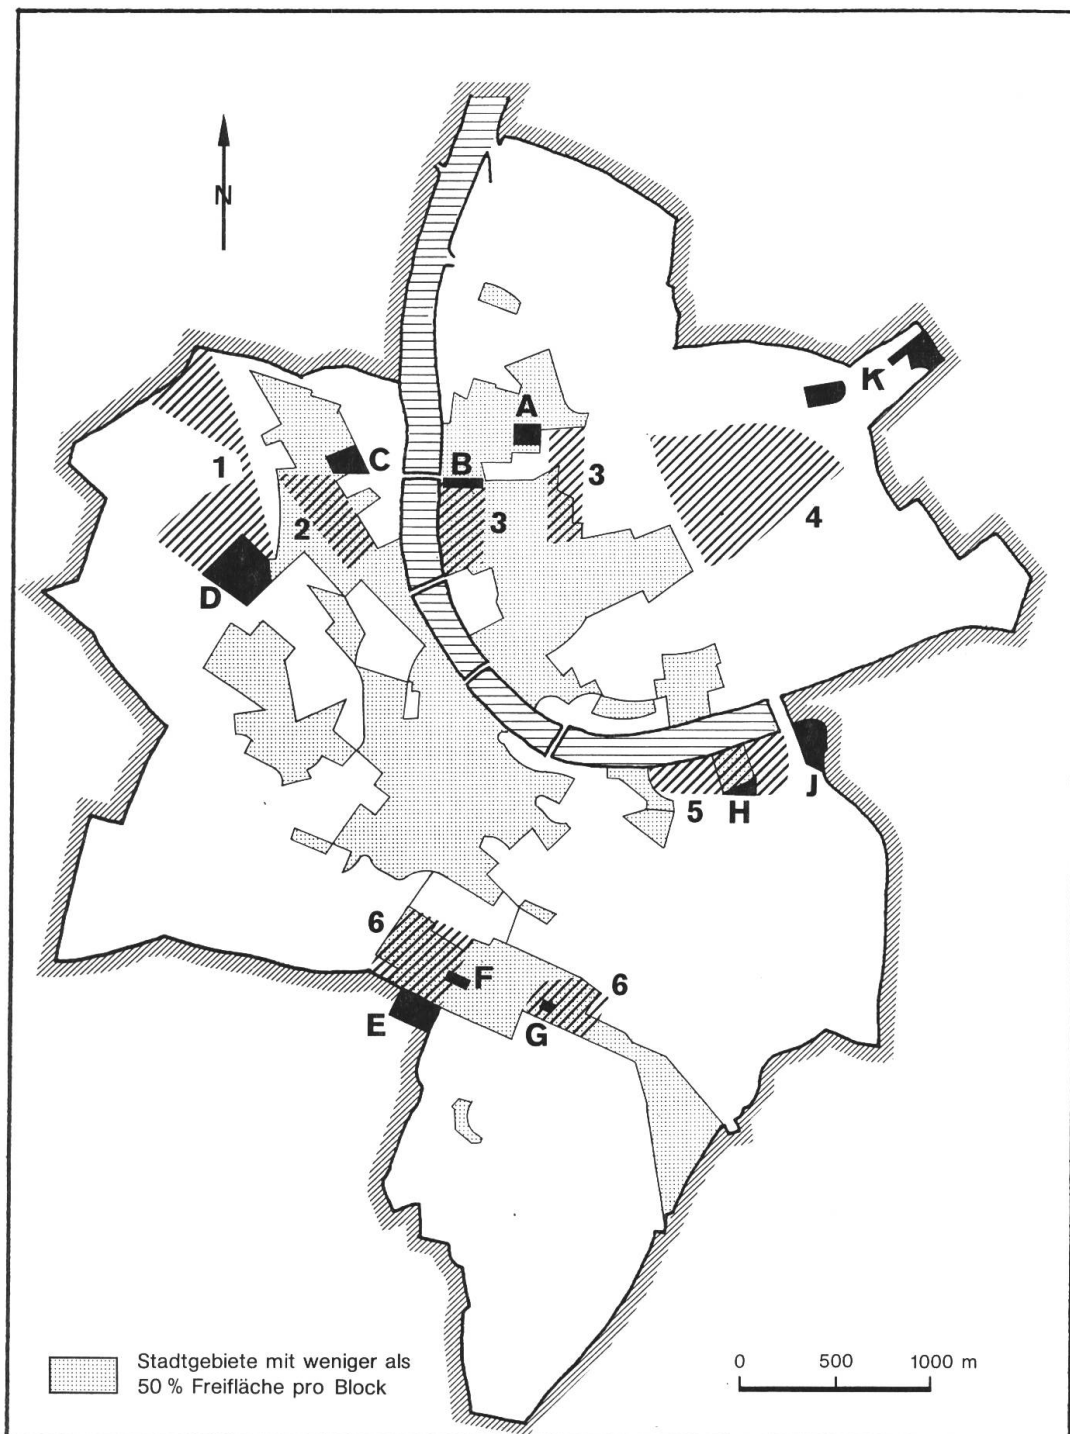 N
A
K
C
B
1
3
2
3
4
D
J
5
H
6
F
6
E
G
Stadtgebiete mit weniger als
50 % Freifläche pro Block
0 500 1000 m